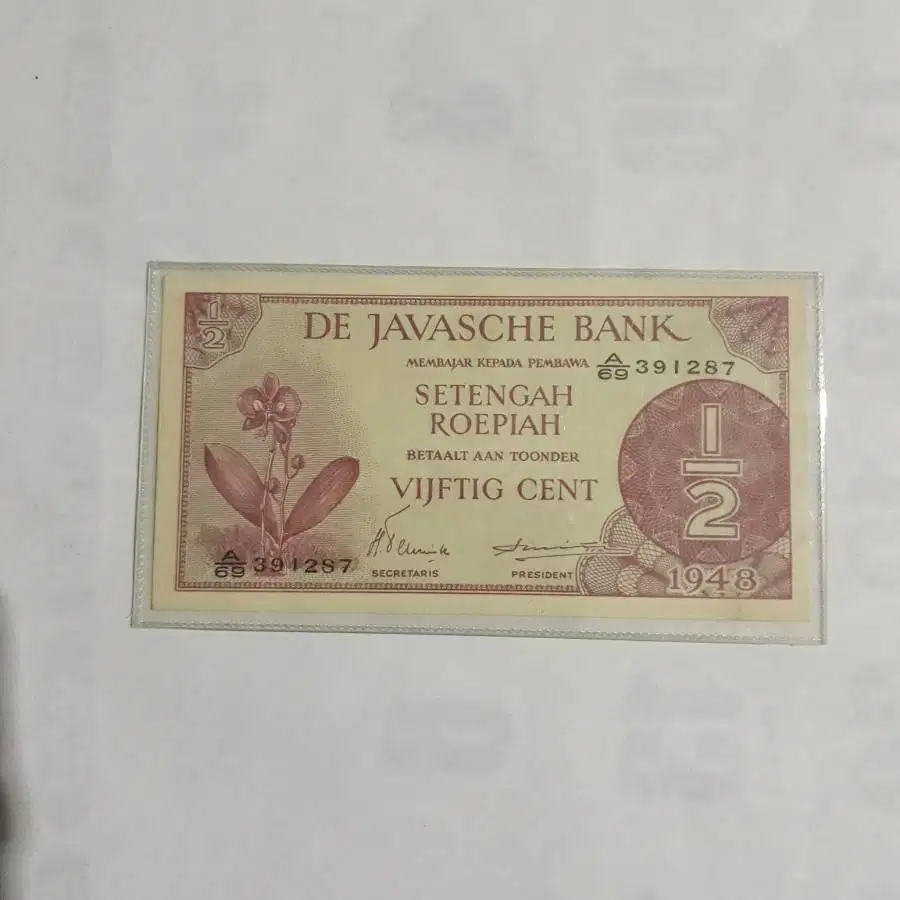 1/2
DE JAVASCHE BANK
MEMBAJAR KEPADA PEMBAWA A/69 391287
SETENGAH
ROEPIAH
BETAALT AAN TOONDER
VIJFTIG CENT
1/2
A/69 391287
SECRETARIS PRESIDENT
1948